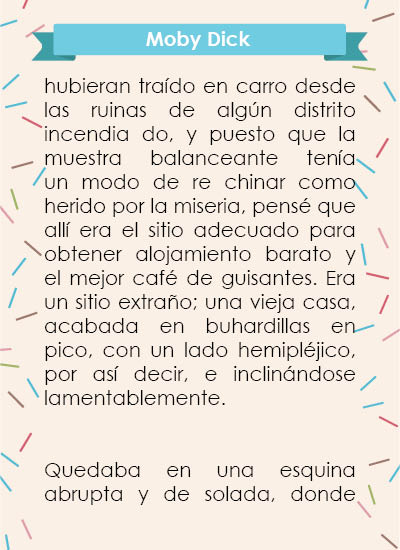 Moby Dick
hubieran traído en carro desde
las ruinas de algún distrito
incendia do, y puesto que la
muestra balanceante tenía
un modo de re chinar como
herido por la miseria, pensé que
allí era el sitio adecuado para
obtener alojamiento barato y
el mejor café de guisantes. Era
un sitio extraño; una vieja casa,
acabada en buhardillas en
pico, con un lado hemipléjico,
por así decir, e inclinándose
lamentablemente.
Quedaba en una esquina
abrupta y de solada, donde